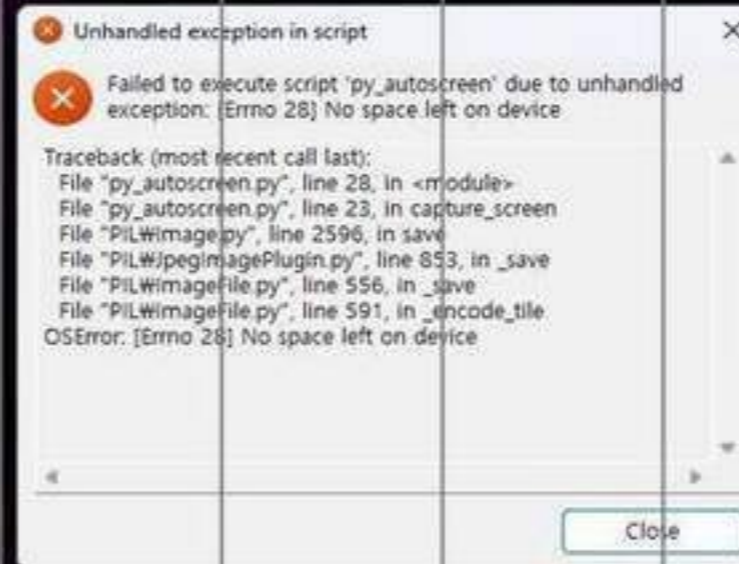 Unhandled exception in script
Failed to execute script 'py_autoscreen' due to unhandled
exception: [Errno 28] No space left on device
Traceback (most recent call last):
File "py_autoscreen.py", line 28, in <module>
File "py_autoscreen.py", line 23, in capture_screen
File "PIL₩Image.py", line 2596, in save
File "PIL₩JpegImagePlugin.py", line 853, in _save
File "PIL₩ImageFile.py", line 556, in _save
File "PIL₩ImageFile.py", line 591, in _encode_tile
OSError: [Errno 28] No space left on device
Close